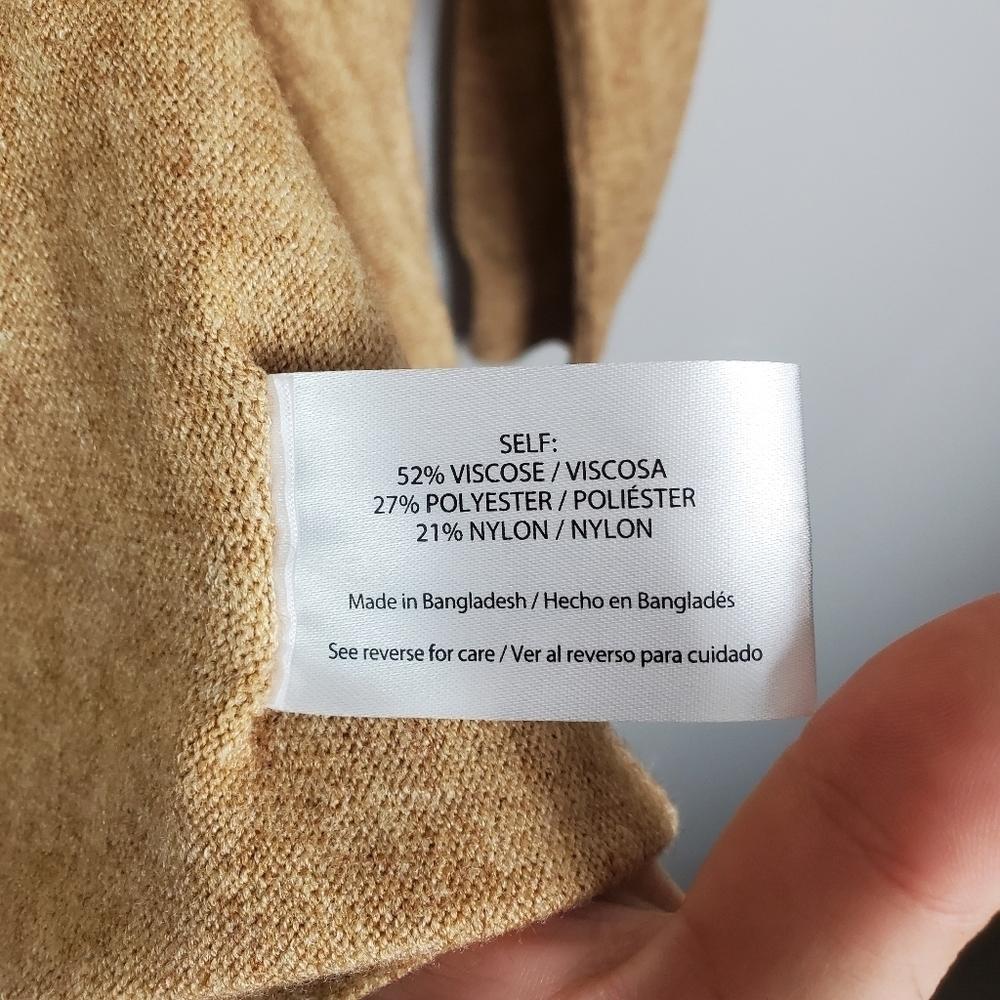 SELF:
52% VISCOSE / VISCOSA
27% POLYESTER / POLIÉSTER
21% NYLON / NYLON
Made in Bangladesh / Hecho en Bangladés
See reverse for care / Ver al reverso para cuidado